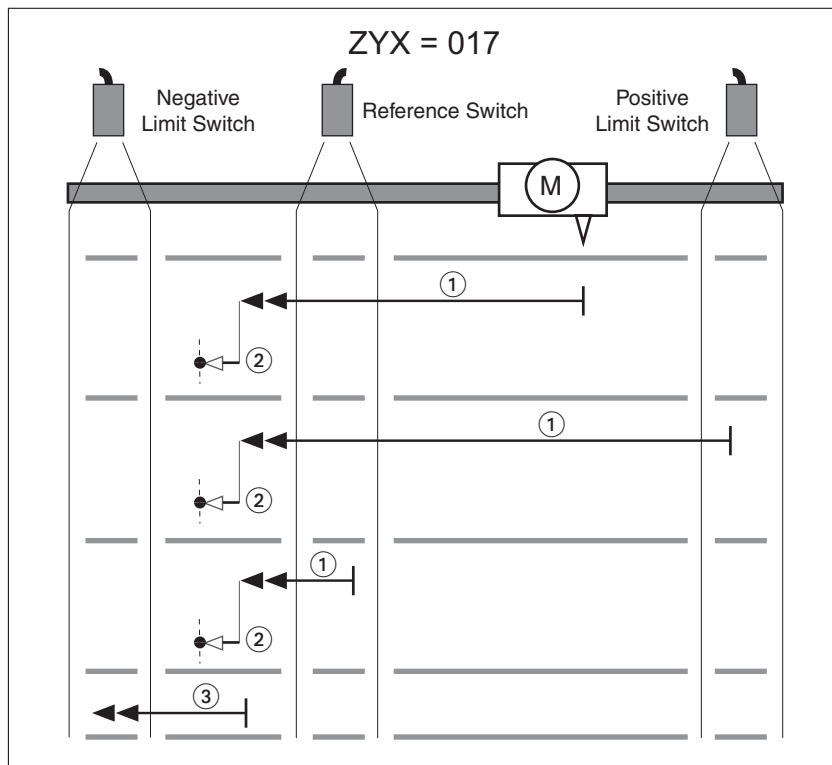 ZYX = 017
Negative
Limit Switch
Reference Switch
Positive
Limit Switch
M
1
2
1
2
1
2
3